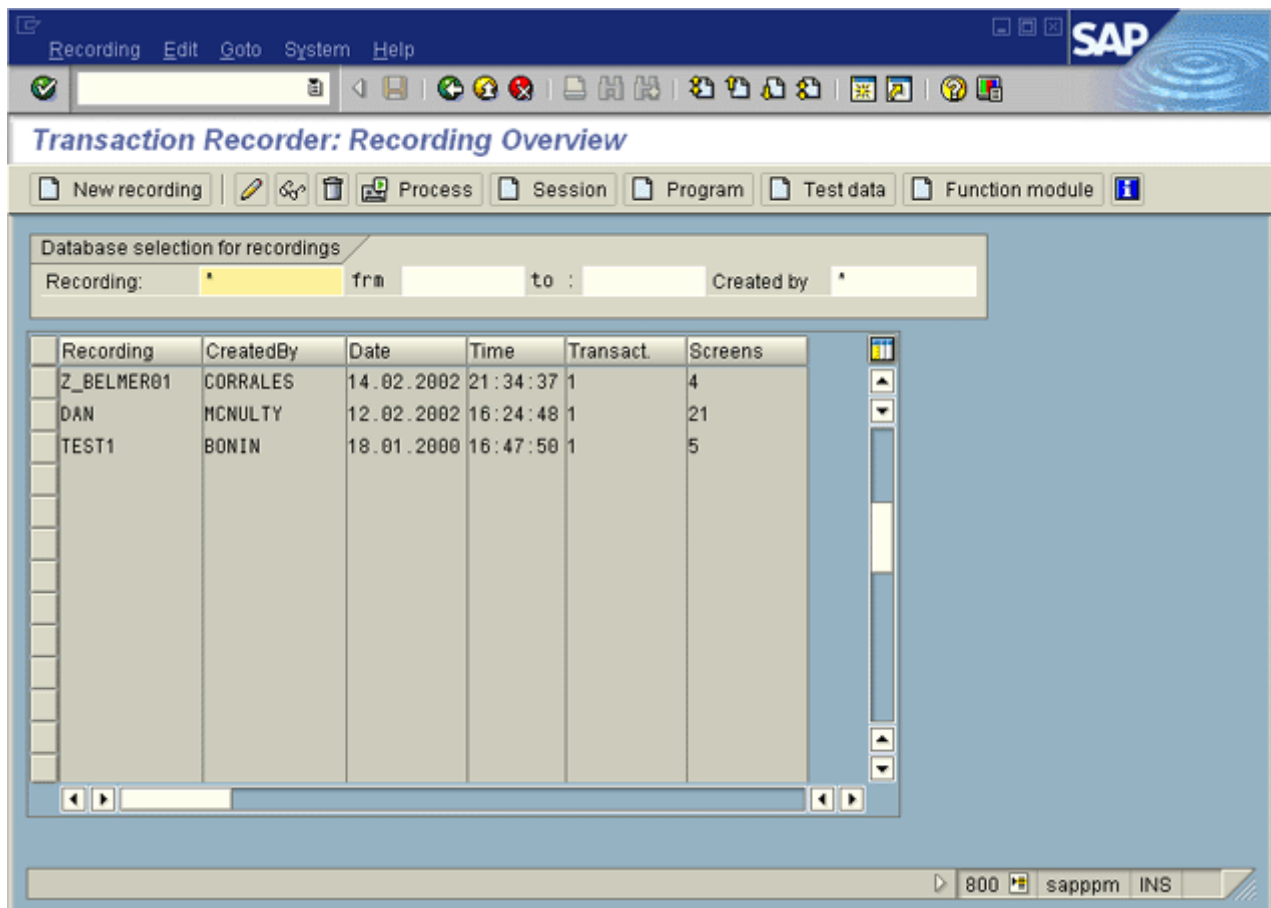 Recording Edit Goto System Help
SAP
Transaction Recorder: Recording Overview
New recording Process Session Program Test data Function module
Database selection for recordings
Recording: * frm to : Created by *
Recording CreatedBy Date Time Transact. Screens
Z_BELMER01 CORRALES 14.02.2002 21:34:37 1 4
DAN MCNULTY 12.02.2002 16:24:48 1 21
TEST1 BONIN 18.01.2000 16:47:50 1 5
800 sapppm INS